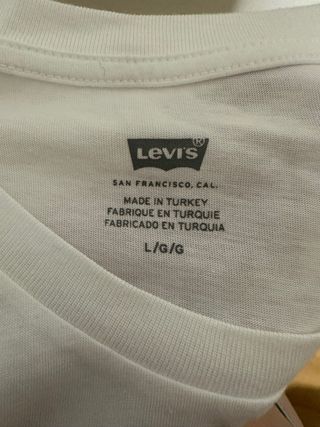 Levi's®
SAN FRANCISCO, CAL.
MADE IN TURKEY
FABRIQUE EN TURQUIE
FABRICADO EN TURQUIA
L/G/G